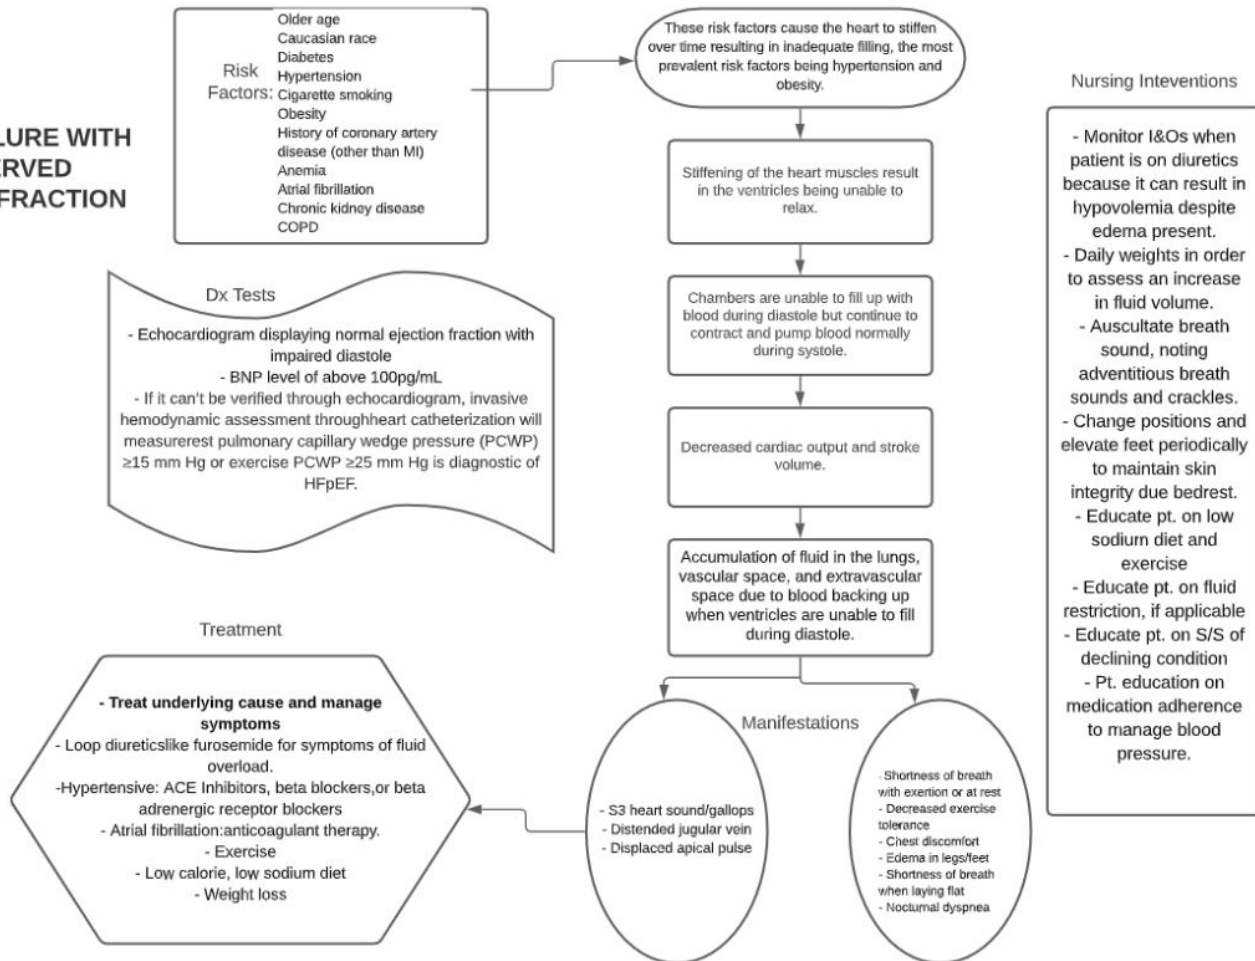 LURE WITH
ERVED
FRACTION
Risk
Factors:
Older age
Caucasian race
Diabetes
Hypertension
Cigarette smoking
Obesity
History of coronary artery
disease (other than MI)
Anemia
Atrial fibrillation
Chronic kidney disease
COPD
These risk factors cause the heart to stiffen
over time resulting in inadequate filling, the most
prevalent risk factors being hypertension and
obesity.
Stiffening of the heart muscles result
in the ventricles being unable to
relax.
Chambers are unable to fill up with
blood during diastole but continue to
contract and pump blood normally
during systole.
Decreased cardiac output and stroke
volume.
Accumulation of fluid in the lungs,
vascular space, and extravascular
space due to blood backing up
when ventricles are unable to fill
during diastole.
Dx Tests
- Echocardiogram displaying normal ejection fraction with
impaired diastole
- BNP level of above 100pg/mL
- If it can't be verified through echocardiogram, invasive
hemodynamic assessment throughheart catheterization will
measurerest pulmonary capillary wedge pressure (PCWP)
≥15 mm Hg or exercise PCWP ≥25 mm Hg is diagnostic of
HFpEF.
Treatment
- Treat underlying cause and manage
symptoms
- Loop diureticslike furosemide for symptoms of fluid
overload.
-Hypertensive: ACE Inhibitors, beta blockers,or beta
adrenergic receptor blockers
- Atrial fibrillation:anticoagulant therapy.
- Exercise
- Low calorie, low sodium diet
- Weight loss
Manifestations
- S3 heart sound/gallops
- Distended jugular vein
- Displaced apical pulse
- Shortness of breath
with exertion or at rest
- Decreased exercise
tolerance
- Chest discomfort
- Edema in legs/feet
- Shortness of breath
when laying flat
- Nocturnal dyspnea
Nursing Inteventions
- Monitor I&Os when
patient is on diuretics
because it can result in
hypovolemia despite
edema present.
- Daily weights in order
to assess an increase
in fluid volume.
- Auscultate breath
sound, noting
adventitious breath
sounds and crackles.
- Change positions and
elevate feet periodically
to maintain skin
integrity due bedrest.
- Educate pt. on low
sodium diet and
exercise
- Educate pt. on fluid
restriction, if applicable
- Educate pt. on S/S of
declining condition
- Pt. education on
medication adherence
to manage blood
pressure.